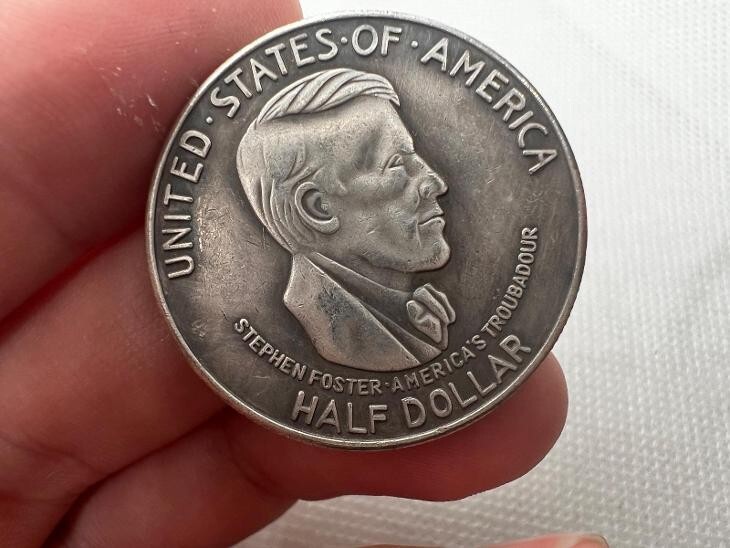 UNITED·STATES·OF·AMERICA
STEPHEN FOSTER·AMERICA'S TROUBADOUR
HALF DOLLAR